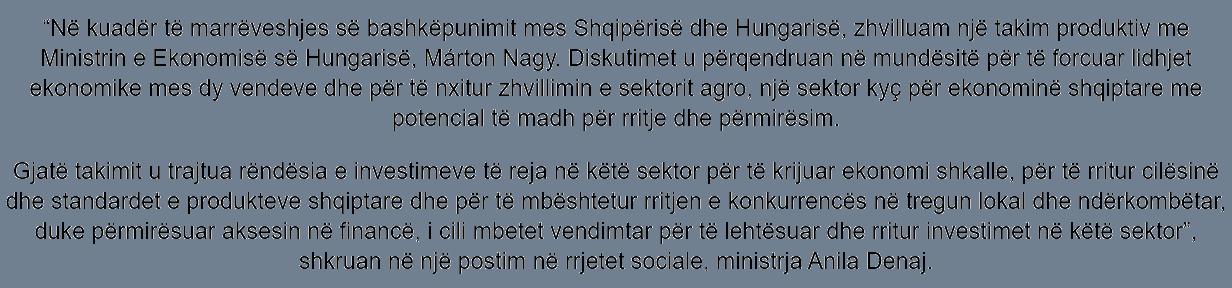 “Në kuadër të marrëveshjes së bashkëpunimit mes Shqipërisë dhe Hungarisë, zhvilluam një takim produktiv me
Ministrin e Ekonomisë së Hungarisë, Márton Nagy. Diskutimet u përqendruan në mundësitë për të forcuar lidhjet
ekonomike mes dy vendeve dhe për të nxitur zhvillimin e sektorit agro, një sektor kyç për ekonominë shqiptare me
potencial të madh për rritje dhe përmirësim.
Gjatë takimit u trajtua rëndësia e investimeve të reja në këtë sektor për të krijuar ekonomi shkalle, për të rritur cilësinë
dhe standardet e produkteve shqiptare dhe për të mbështetur rritjen e konkurrencës në tregun lokal dhe ndërkombëtar,
duke përmirësuar aksesin në financë, i cili mbetet vendimtar për të lehtësuar dhe rritur investimet në këtë sektor”,
shkruan në një postim në rrjetet sociale, ministrja Anila Denaj.